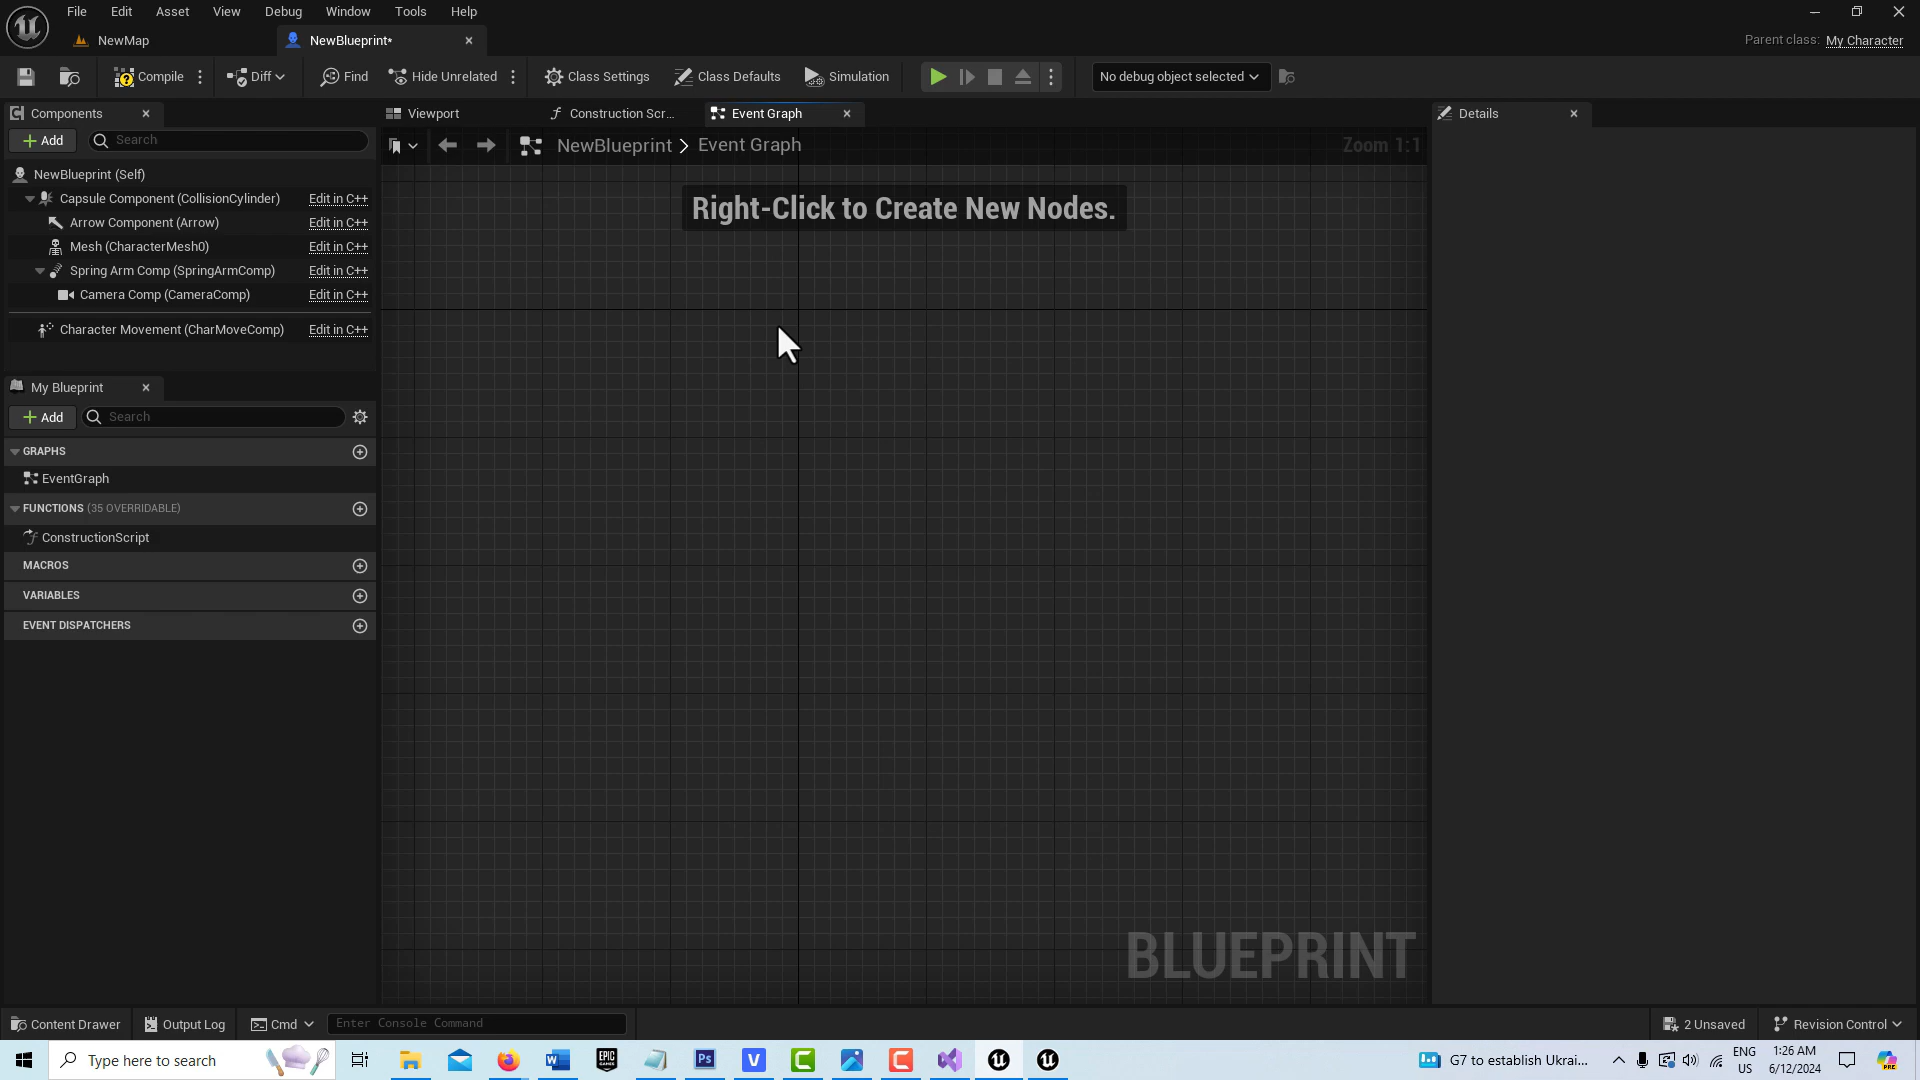 File Edit Asset View Debug Window Tools Help
NewMap NewBlueprint*
Parent class: My Character
Compile Diff Find Hide Unrelated Class Settings Class Defaults Simulation No debug object selected
Components
Add Search
NewBlueprint (Self)
Capsule Component (CollisionCylinder) Edit in C++
Arrow Component (Arrow) Edit in C++
Mesh (CharacterMesh0) Edit in C++
Spring Arm Comp (SpringArmComp) Edit in C++
Camera Comp (CameraComp) Edit in C++
Character Movement (CharMoveComp) Edit in C++
My Blueprint
Add Search
GRAPHS
EventGraph
FUNCTIONS (35 OVERRIDABLE)
ConstructionScript
MACROS
VARIABLES
EVENT DISPATCHERS
Viewport Construction Scr... Event Graph
NewBlueprint > Event Graph Zoom 1:1
Right-Click to Create New Nodes.
BLUEPRINT
Details
Content Drawer Output Log Cmd Enter Console Command 2 Unsaved Revision Control
Type here to search
EPIC GAMES
Ps
V
G7 to establish Ukrai...
ENG
US
1:26 AM
6/12/2024
PRE